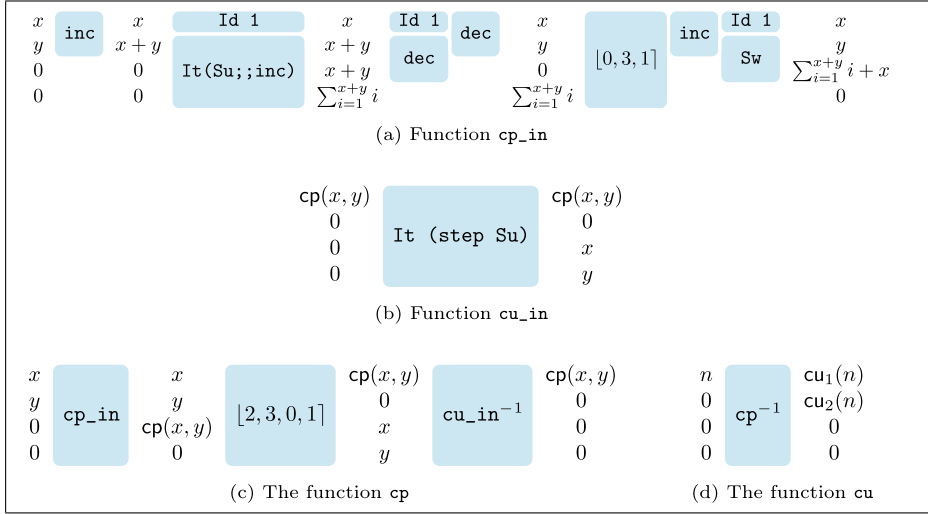 x x Id 1 x Id 1 x Id 1 x
y inc x + y x + y dec y inc y
0 0 It(Su;;inc) x + y dec 0 ⌊0, 3, 1⌉ Sw ∑_{i=1}^{x+y} i + x
0 0 ∑_{i=1}^{x+y} i ∑_{i=1}^{x+y} i 0
(a) Function cp_in
cp(x, y) cp(x, y)
0 It (step Su) 0
0 x
0 y
(b) Function cu_in
x x cp(x, y) cp(x, y) n cu₁(n)
y y 0 0 0 cu₂(n)
cp_in ⌊2, 3, 0, 1⌉ cu_in⁻¹ cp⁻¹
0 cp(x, y) x 0 0 0
0 0 y 0 0 0
(c) The function cp (d) The function cu